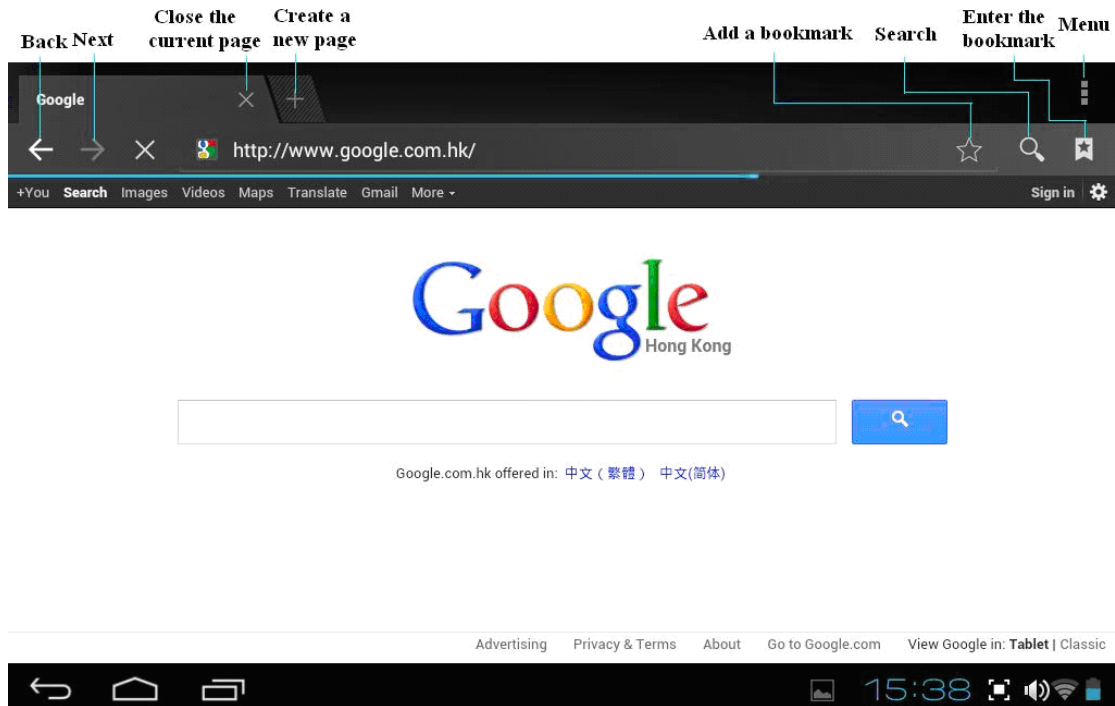 Close the
current page
Create a
new page
Enter the
bookmark
Menu
Back
Next
Add a bookmark
Search
Google
http://www.google.com.hk/
+You Search Images Videos Maps Translate Gmail More
Sign in
Google
Hong Kong
Google.com.hk offered in: 中文（繁體） 中文(简体)
Advertising Privacy & Terms About Go to Google.com View Google in: Tablet | Classic
15:38